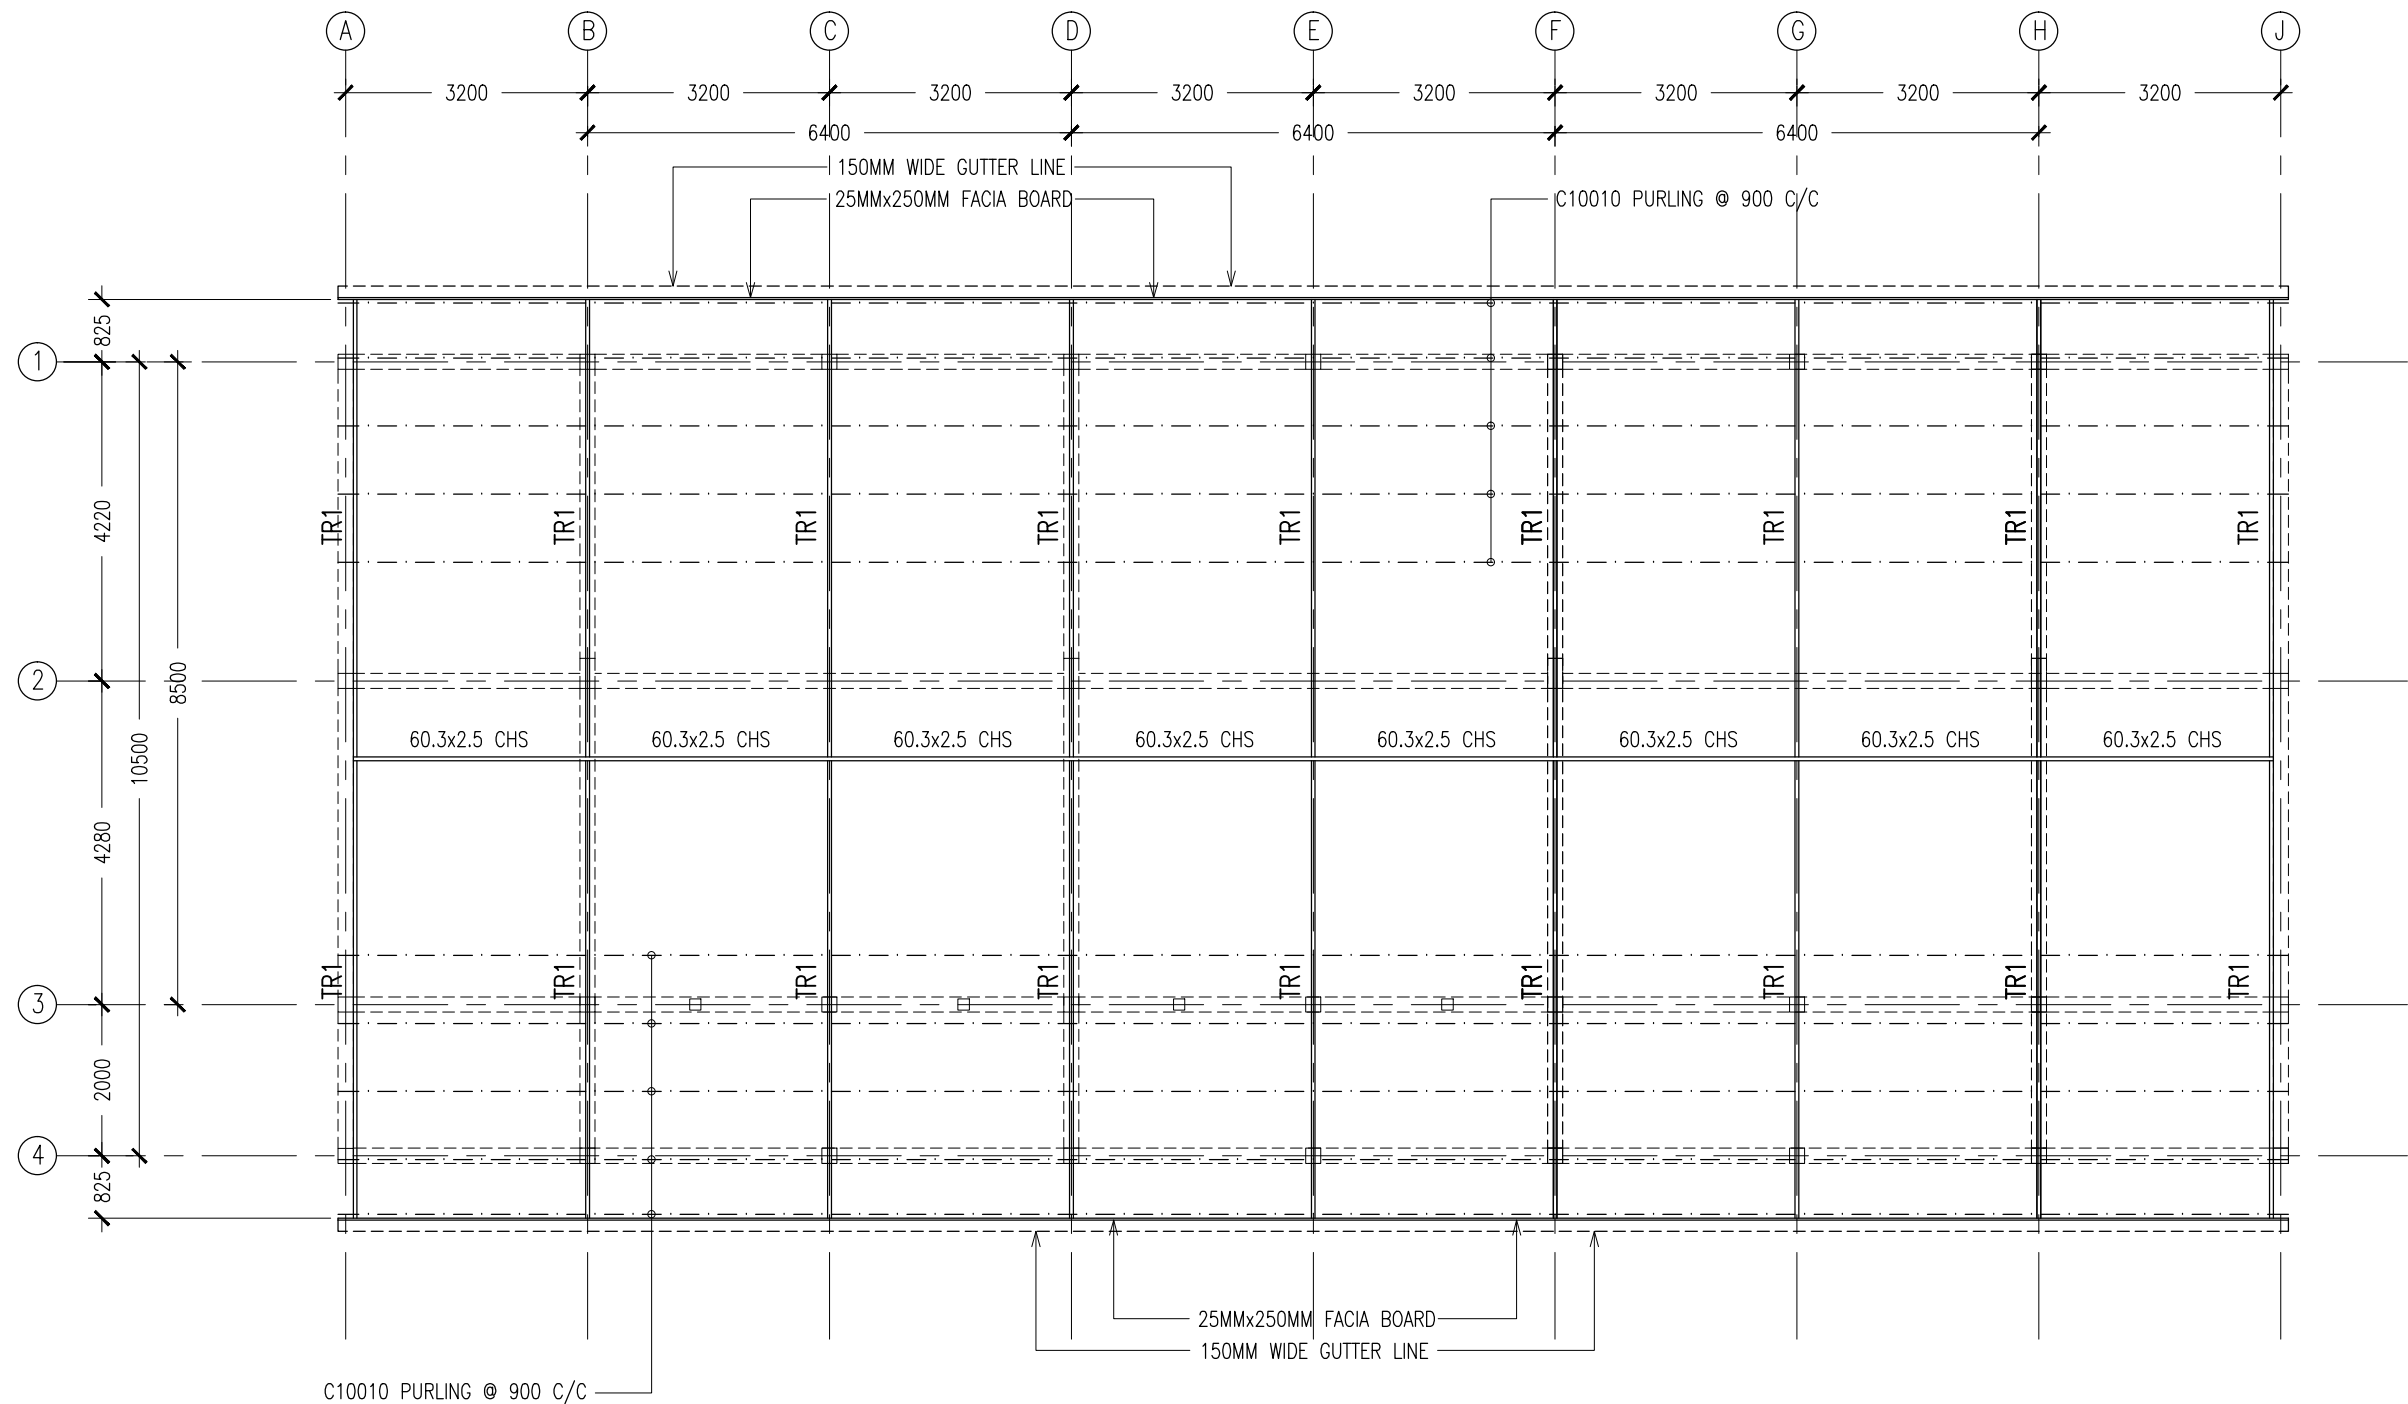 A B C D E F G H J
3200 3200 3200 3200 3200 3200 3200 3200
6400 6400 6400
150MM WIDE GUTTER LINE
25MMx250MM FACIA BOARD
C10010 PURLING @ 900 C/C
825
1
4220
TR1 TR1 TR1 TR1 TR1 TR1 TR1 TR1 TR1
2
8500
10500
60.3x2.5 CHS 60.3x2.5 CHS 60.3x2.5 CHS 60.3x2.5 CHS 60.3x2.5 CHS 60.3x2.5 CHS 60.3x2.5 CHS 60.3x2.5 CHS
4280
TR1 TR1 TR1 TR1 TR1 TR1 TR1 TR1 TR1
3
2000
4
825
25MMx250MM FACIA BOARD
150MM WIDE GUTTER LINE
C10010 PURLING @ 900 C/C